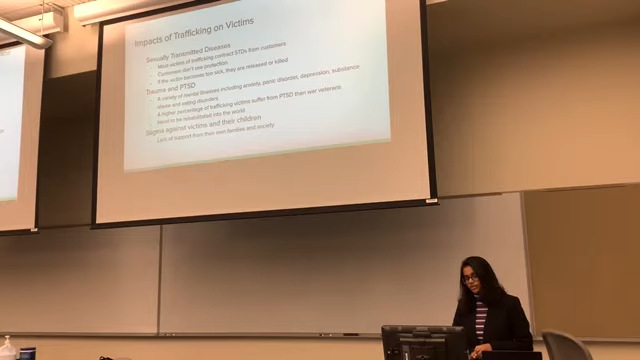 Impacts of Trafficking on Victims
Sexually Transmitted Diseases
Most victims of trafficking contract STDs from customers
Customers don't use protection
If the victim becomes too sick, they are released or killed
Trauma and PTSD
A variety of mental illnesses including anxiety, panic disorder, depression, substance
abuse and eating disorders
A higher percentage of trafficking victims suffer from PTSD than war veterans
Need to be rehabilitated into the world
Stigma against victims and their children
Lack of support from their own families and society